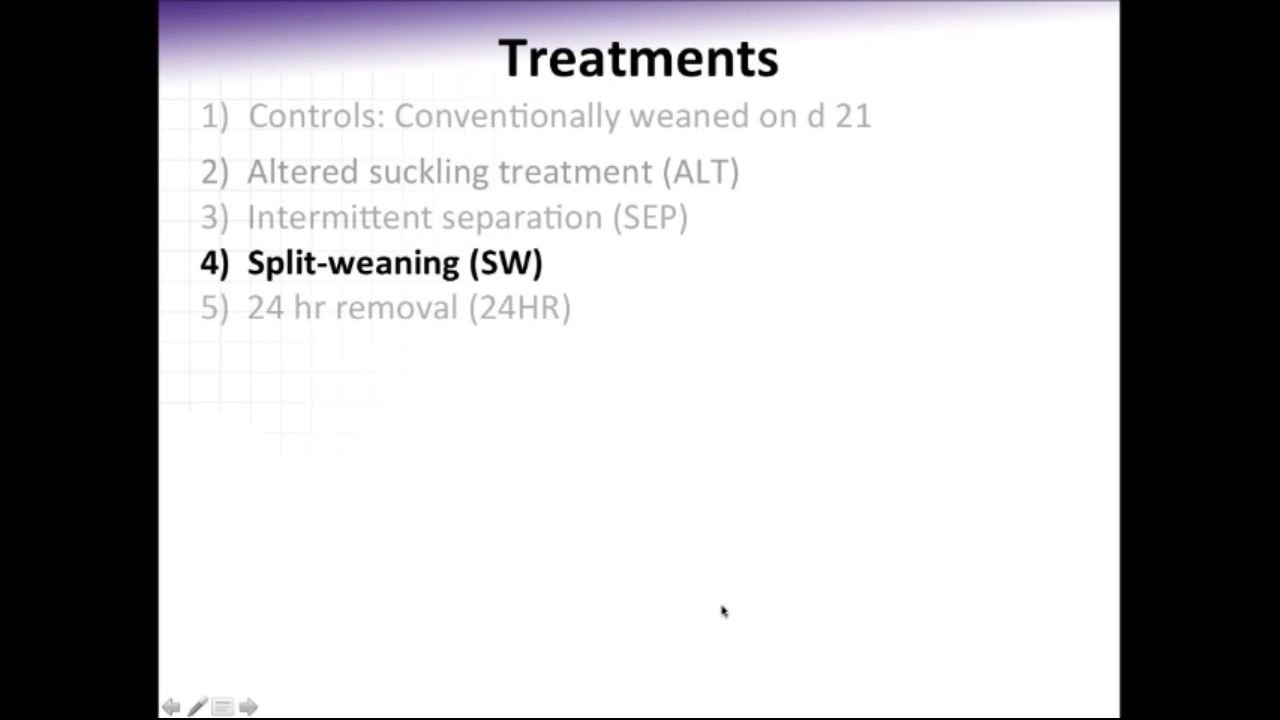 Treatments
1) Controls: Conventionally weaned on d 21
2) Altered suckling treatment (ALT)
3) Intermittent separation (SEP)
4) Split-weaning (SW)
5) 24 hr removal (24HR)